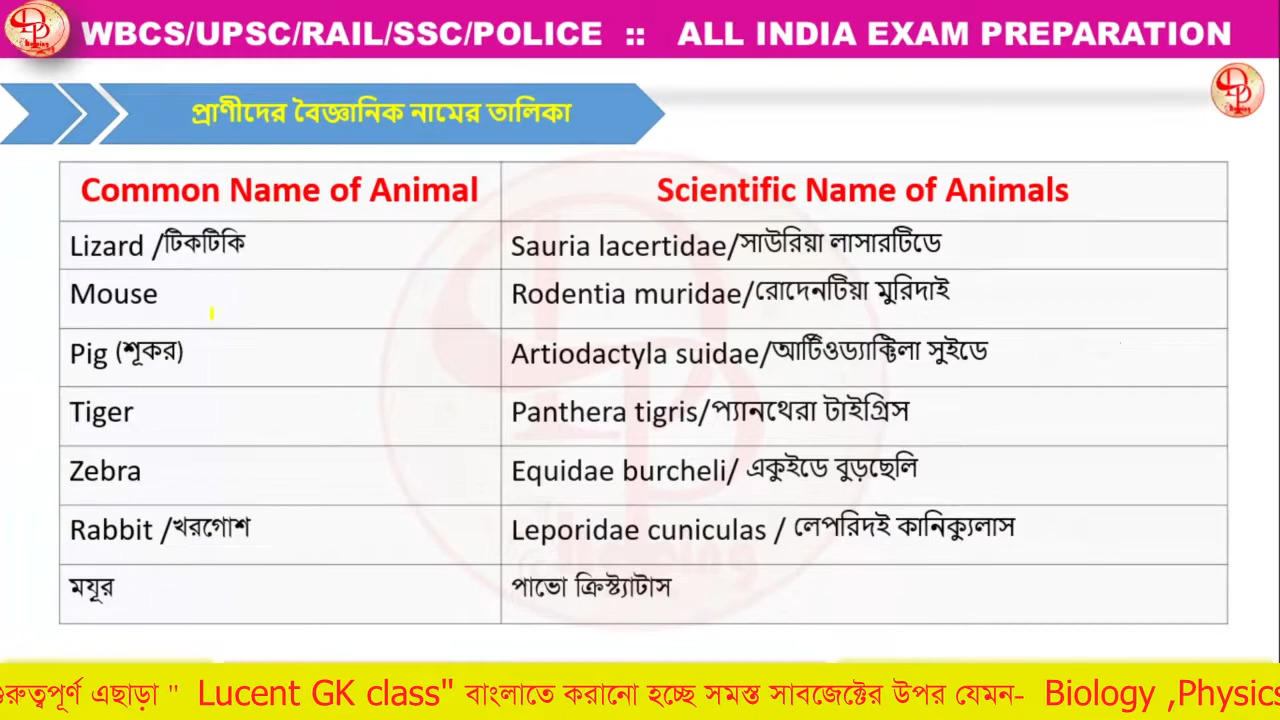 WBCS/UPSC/RAIL/SSC/POLICE :: ALL INDIA EXAM PREPARATION
প্রাণীদের বৈজ্ঞানিক নামের তালিকা
Common Name of Animal Scientific Name of Animals
Lizard /টিকটিকি Sauria lacertidae/সাউরিয়া লাসারটিডে
Mouse Rodentia muridae/রোদেনটিয়া মুরিদাই
Pig (শূকর) Artiodactyla suidae/আর্টিওড্যাক্টিলা সুইডে
Tiger Panthera tigris/প্যানথেরা টাইগ্রিস
Zebra Equidae burcheli/ একুইডে বুড়ছেলি
Rabbit /খরগোশ Leporidae cuniculas / লেপরিদই কানিক্যুলাস
ময়ূর পাভো ক্রিস্ট্যাটাস
গুরুত্বপূর্ণ এছাড়া " Lucent GK class" বাংলাতে করানো হচ্ছে সমস্ত সাবজেক্টের উপর যেমন- Biology ,Physics